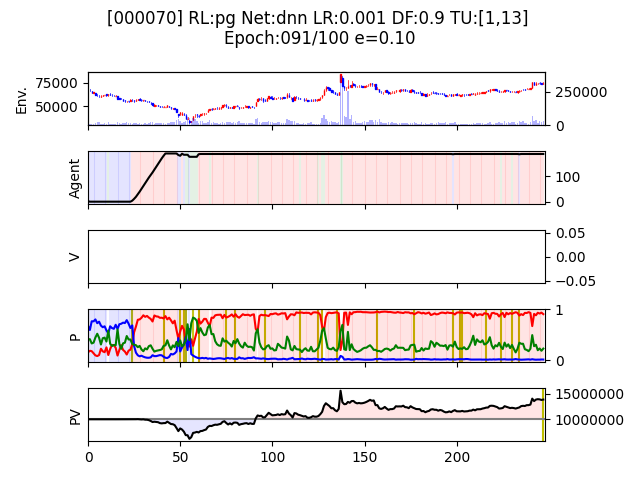 [000070] RL:pg Net:dnn LR:0.001 DF:0.9 TU:[1,13]
Epoch:091/100 e=0.10
Env.
75000
50000
250000
0
Agent
100
0
V
0.05
0.00
−0.05
P
1
0
PV
15000000
10000000
0
50
100
150
200